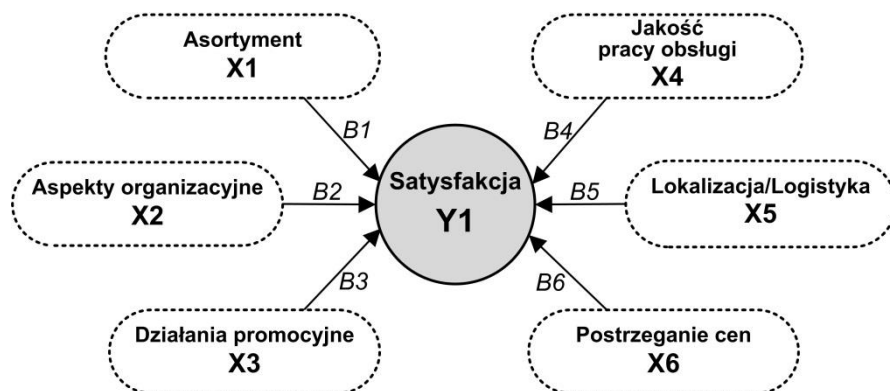 Asortyment
X1
Jakość
pracy obsługi
X4
B1
B4
Aspekty organizacyjne
X2
B2
Satysfakcja
Y1
B5
Lokalizacja/Logistyka
X5
B3
B6
Działania promocyjne
X3
Postrzeganie cen
X6